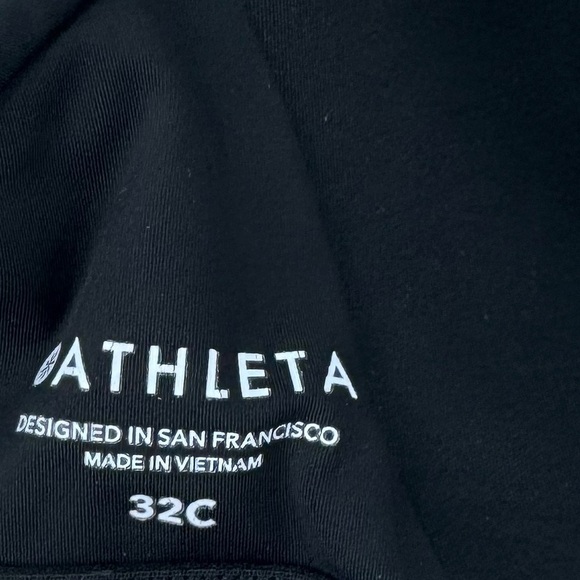 ATHLETA
DESIGNED IN SAN FRANCISCO
MADE IN VIETNAM
32C